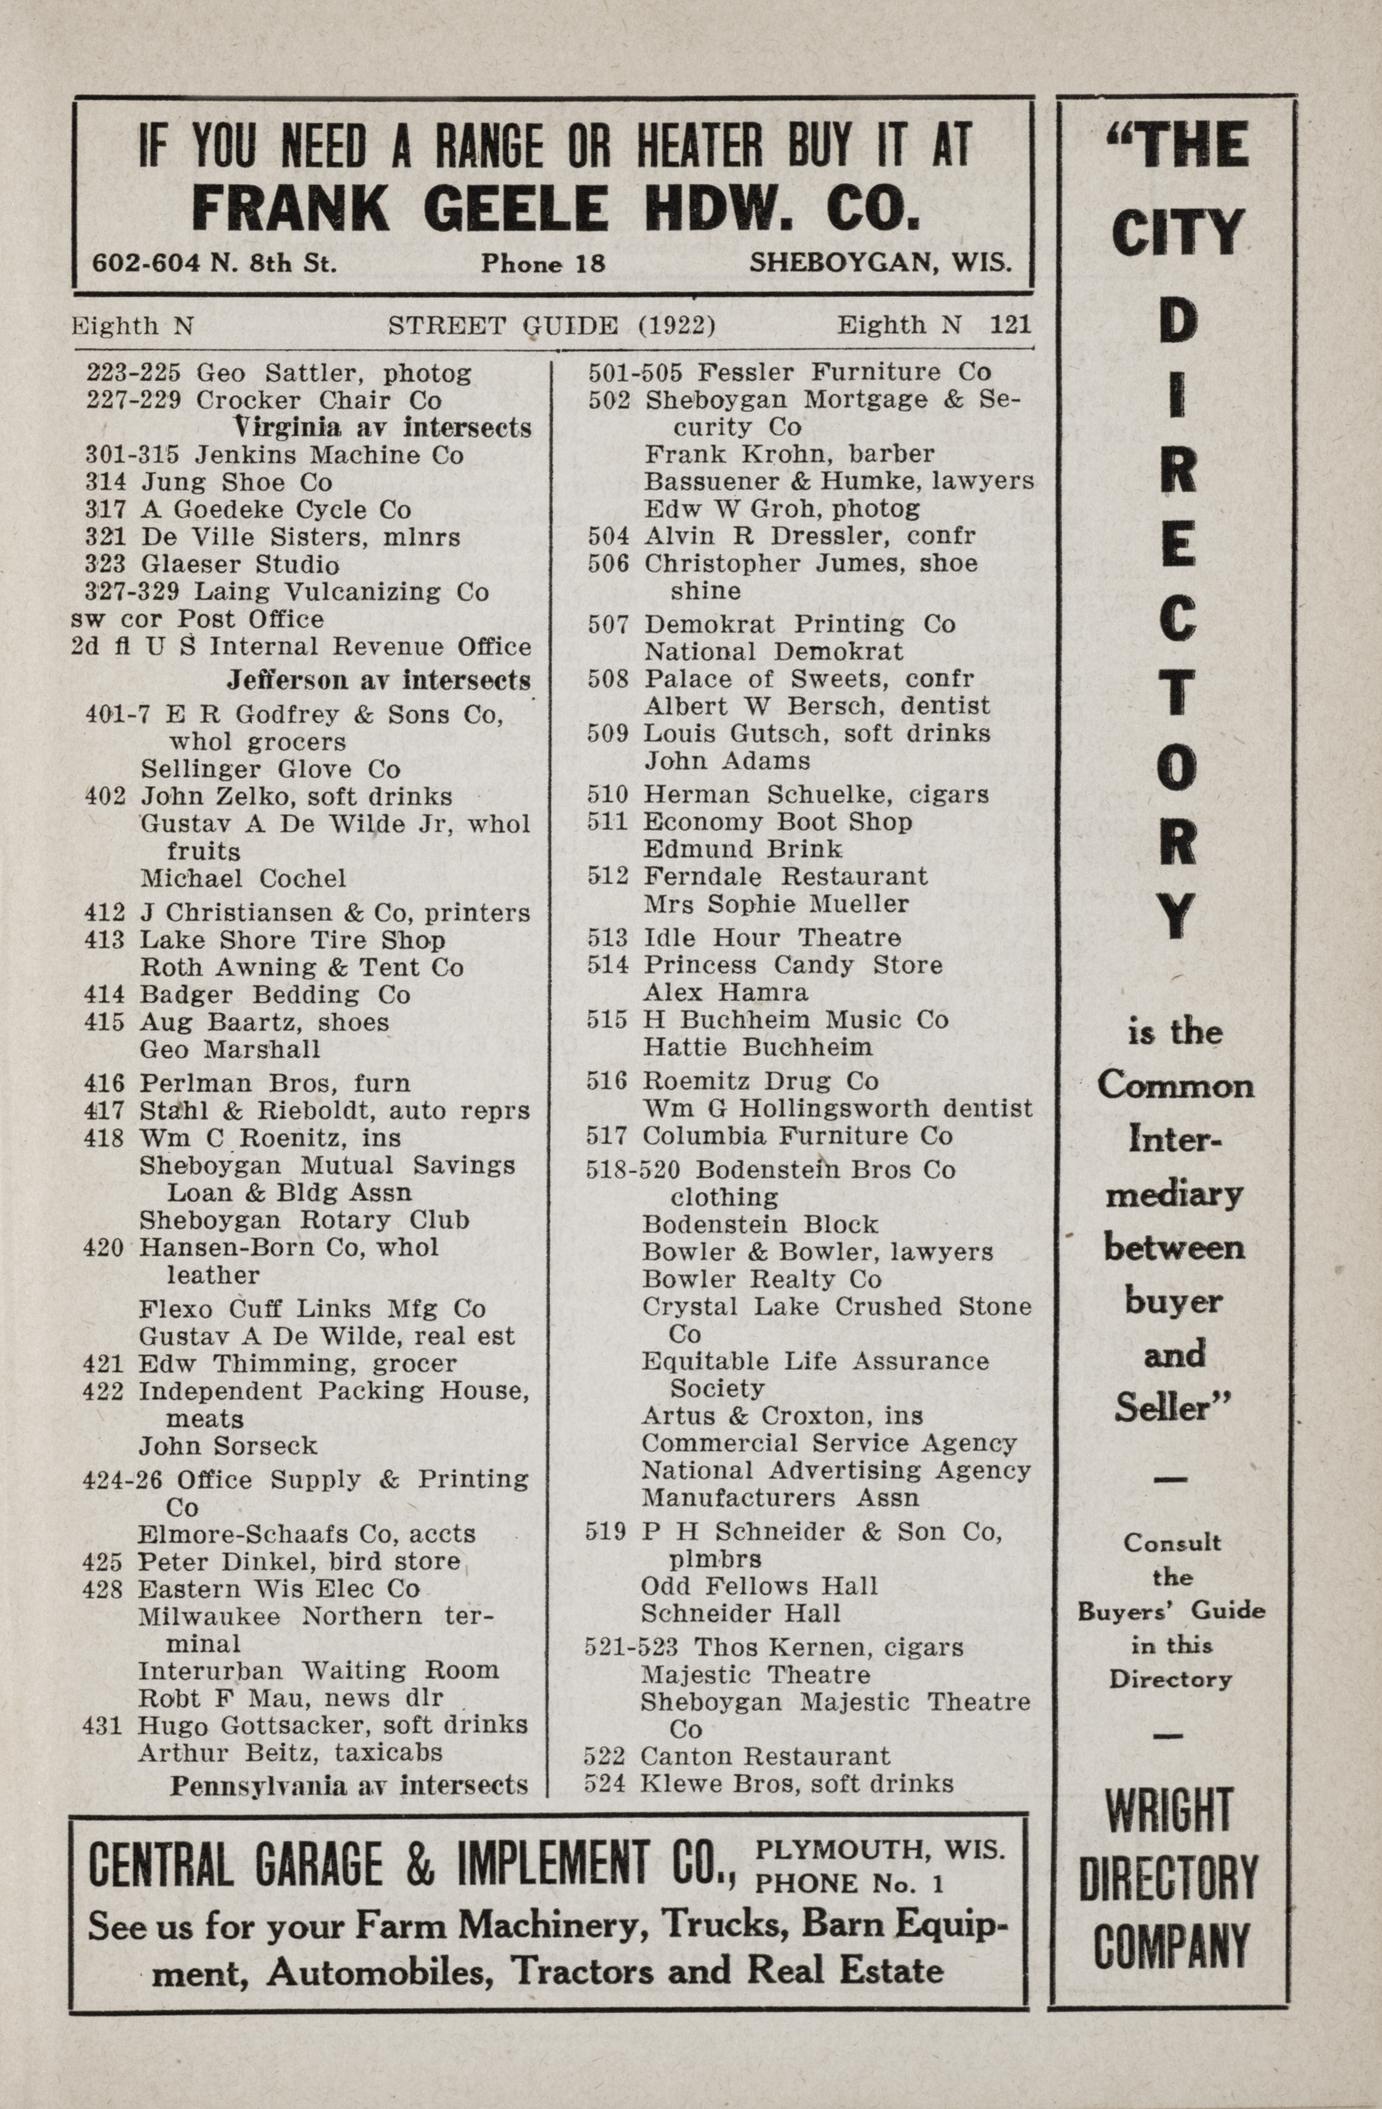 IF YOU NEED A RANGE OR HEATER BUY IT AT
FRANK GEELE HDW. CO.
602-604 N. 8th St. Phone 18 SHEBOYGAN, WIS.
Eighth N STREET GUIDE (1922) Eighth N 121
223-225 Geo Sattler, photog
227-229 Crocker Chair Co
Virginia av intersects
301-315 Jenkins Machine Co
314 Jung Shoe Co
317 A Goedeke Cycle Co
321 De Ville Sisters, mlnrs
323 Glaeser Studio
327-329 Laing Vulcanizing Co
sw cor Post Office
2d fl U S Internal Revenue Office
Jefferson av intersects
401-7 E R Godfrey & Sons Co,
whol grocers
Sellinger Glove Co
402 John Zelko, soft drinks
Gustav A De Wilde Jr, whol
fruits
Michael Cochel
412 J Christiansen & Co, printers
413 Lake Shore Tire Shop
Roth Awning & Tent Co
414 Badger Bedding Co
415 Aug Baartz, shoes
Geo Marshall
416 Perlman Bros, furn
417 Stahl & Rieboldt, auto reprs
418 Wm C Roenitz, ins
Sheboygan Mutual Savings
Loan & Bldg Assn
Sheboygan Rotary Club
420 Hansen-Born Co, whol
leather
Flexo Cuff Links Mfg Co
Gustav A De Wilde, real est
421 Edw Thimming, grocer
422 Independent Packing House,
meats
John Sorseck
424-26 Office Supply & Printing
Co
Elmore-Schaafs Co, accts
425 Peter Dinkel, bird store
428 Eastern Wis Elec Co
Milwaukee Northern ter-
minal
Interurban Waiting Room
Robt F Mau, news dlr
431 Hugo Gottsacker, soft drinks
Arthur Beitz, taxicabs
Pennsylvania av intersects
501-505 Fessler Furniture Co
502 Sheboygan Mortgage & Se-
curity Co
Frank Krohn, barber
Bassuener & Humke, lawyers
Edw W Groh, photog
504 Alvin R Dressler, confr
506 Christopher Jumes, shoe
shine
507 Demokrat Printing Co
National Demokrat
508 Palace of Sweets, confr
Albert W Bersch, dentist
509 Louis Gutsch, soft drinks
John Adams
510 Herman Schuelke, cigars
511 Economy Boot Shop
Edmund Brink
512 Ferndale Restaurant
Mrs Sophie Mueller
513 Idle Hour Theatre
514 Princess Candy Store
Alex Hamra
515 H Buchheim Music Co
Hattie Buchheim
516 Roemitz Drug Co
Wm G Hollingsworth dentist
517 Columbia Furniture Co
518-520 Bodenstein Bros Co
clothing
Bodenstein Block
Bowler & Bowler, lawyers
Bowler Realty Co
Crystal Lake Crushed Stone
Co
Equitable Life Assurance
Society
Artus & Croxton, ins
Commercial Service Agency
National Advertising Agency
Manufacturers Assn
519 P H Schneider & Son Co,
plmbrs
Odd Fellows Hall
Schneider Hall
521-523 Thos Kernen, cigars
Majestic Theatre
Sheboygan Majestic Theatre
Co
522 Canton Restaurant
524 Klewe Bros, soft drinks
CENTRAL GARAGE & IMPLEMENT CO., PLYMOUTH, WIS.
PHONE No. 1
See us for your Farm Machinery, Trucks, Barn Equip-
ment, Automobiles, Tractors and Real Estate
“THE
CITY
D
I
R
E
C
T
O
R
Y
is the
Common
Inter-
mediary
between
buyer
and
Seller”
—
Consult
the
Buyers' Guide
in this
Directory
—
WRIGHT
DIRECTORY
COMPANY